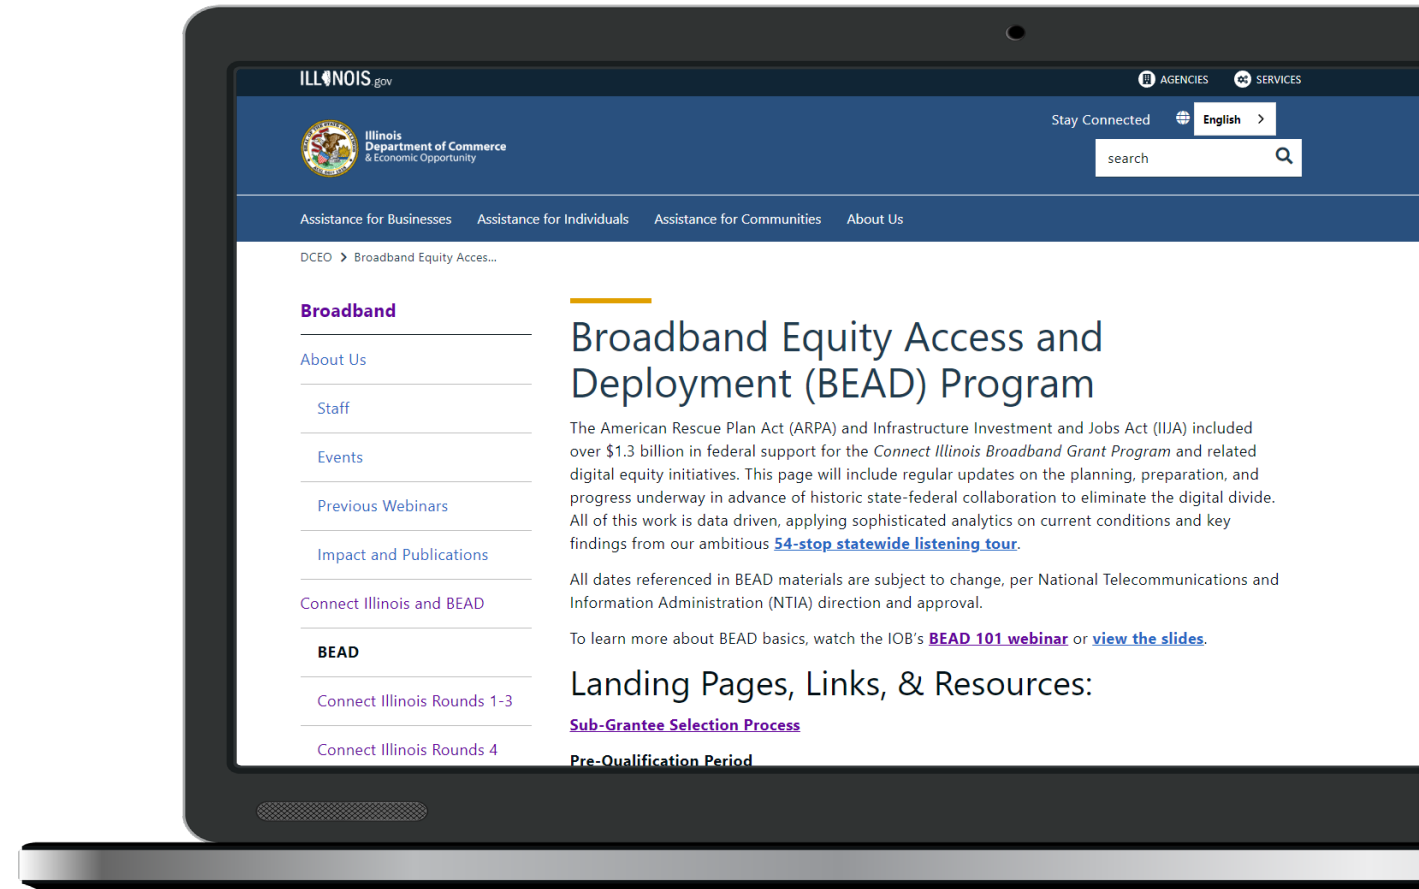 ILLINOIS.gov
AGENCIES SERVICES
Illinois
Department of Commerce
& Economic Opportunity
Stay Connected English
search
Assistance for Businesses Assistance for Individuals Assistance for Communities About Us
DCEO Broadband Equity Acces...
Broadband
About Us
Staff
Events
Previous Webinars
Impact and Publications
Connect Illinois and BEAD
BEAD
Connect Illinois Rounds 1-3
Connect Illinois Rounds 4
Broadband Equity Access and
Deployment (BEAD) Program
The American Rescue Plan Act (ARPA) and Infrastructure Investment and Jobs Act (IIJA) included
over $1.3 billion in federal support for the Connect Illinois Broadband Grant Program and related
digital equity initiatives. This page will include regular updates on the planning, preparation, and
progress underway in advance of historic state-federal collaboration to eliminate the digital divide.
All of this work is data driven, applying sophisticated analytics on current conditions and key
findings from our ambitious 54-stop statewide listening tour.
All dates referenced in BEAD materials are subject to change, per National Telecommunications and
Information Administration (NTIA) direction and approval.
To learn more about BEAD basics, watch the IOB's BEAD 101 webinar or view the slides.
Landing Pages, Links, & Resources:
Sub-Grantee Selection Process
Pre-Qualification Period